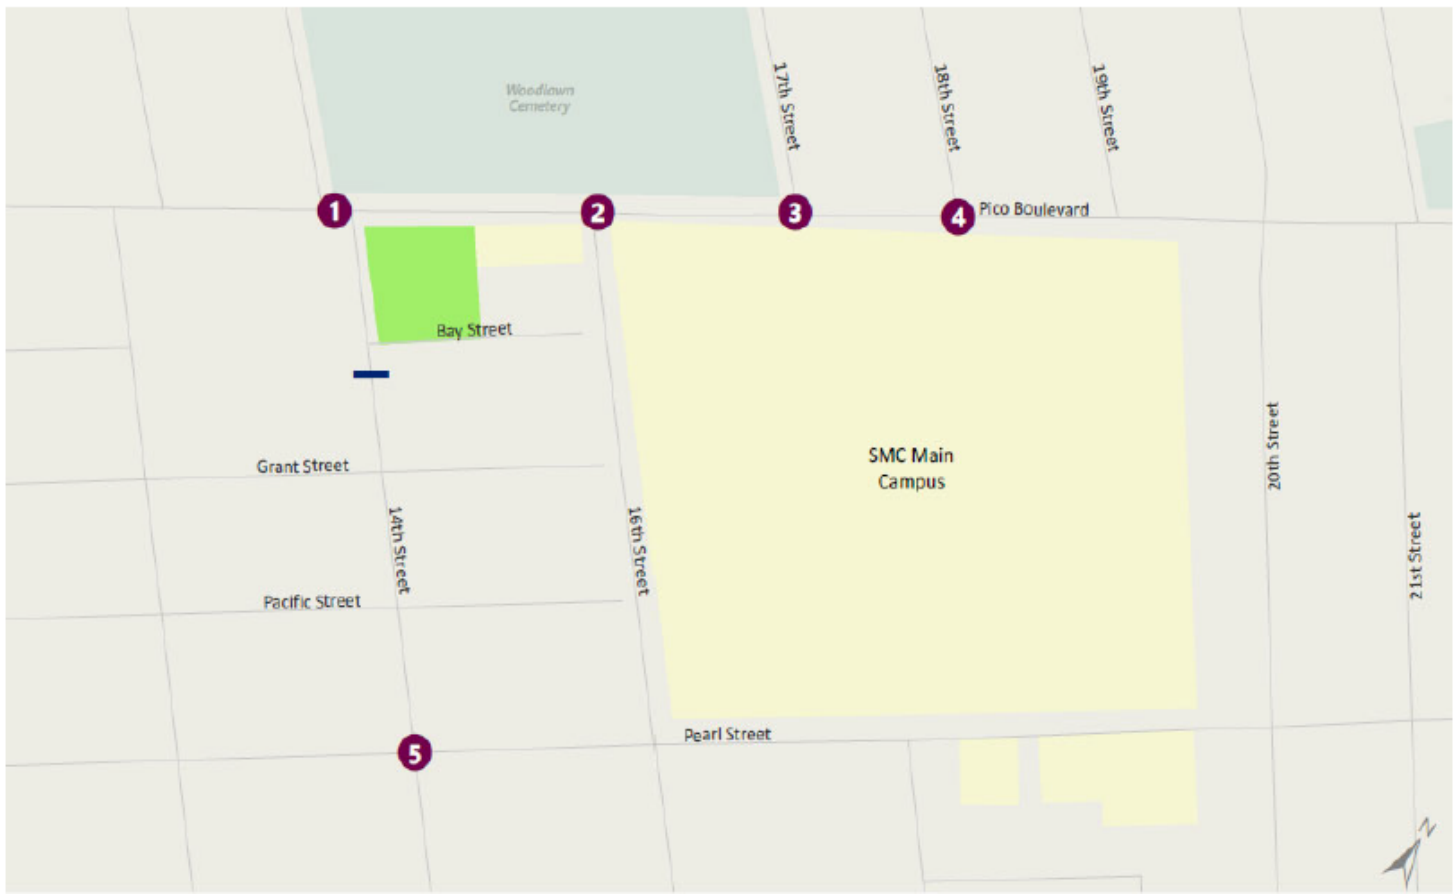 Woodlawn
Cemetery
17th Street
18th Street
19th Street
1
2
3
4
Pico Boulevard
Bay Street
SMC Main
Campus
20th Street
Grant Street
14th Street
16th Street
21st Street
Pacific Street
Pearl Street
5
N